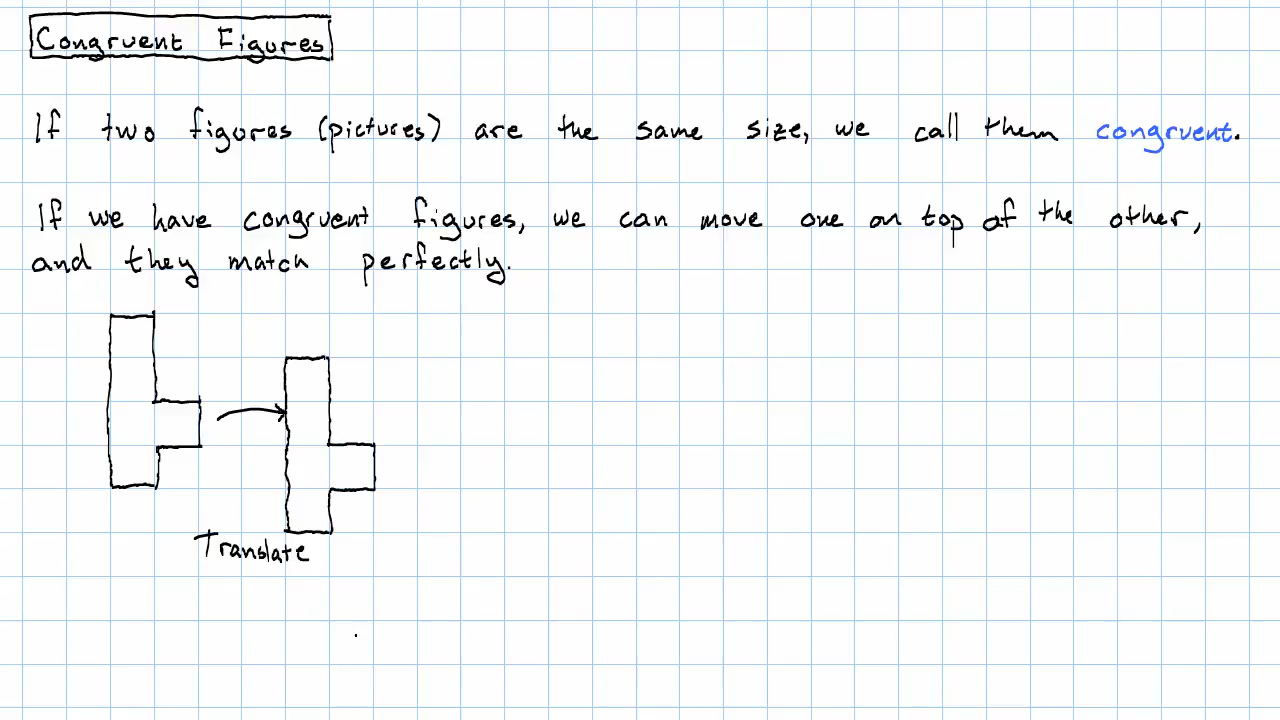 Congruent Figures
If two figures (pictures) are the same size, we call them congruent.
If we have congruent figures, we can move one on top of the other,
and they match perfectly.
Translate